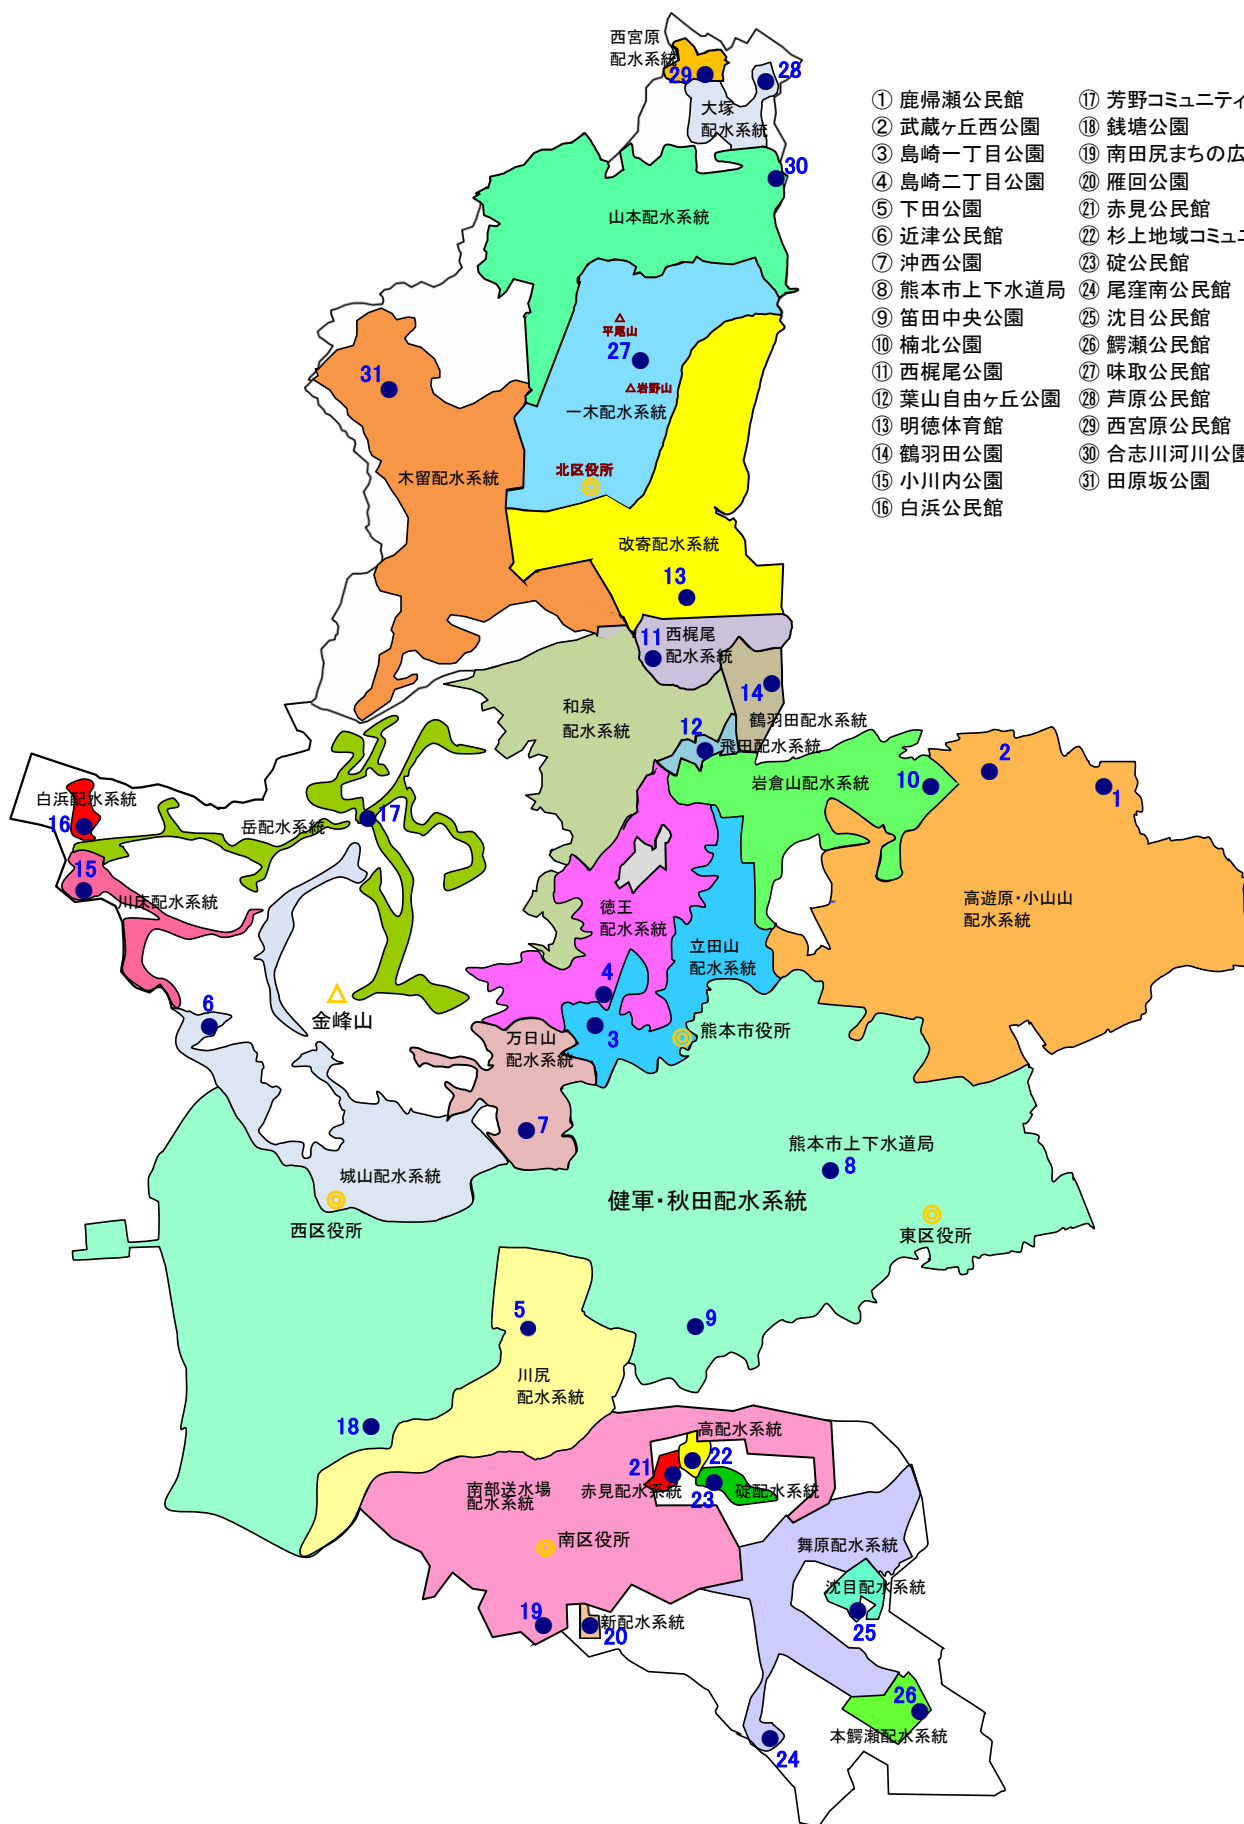 西宮原
配水系統
29
28
大塚
配水系統
30
山本配水系統
平尾山
27
岩野山
一木配水系統
31
木留配水系統
北区役所
改寄配水系統
13
11
西梶尾
配水系統
14
和泉
配水系統
鶴羽田配水系統
12
飛田配水系統
岩倉山配水系統
10
2
1
白浜配水系統
16
岳配水系統
17
15
川床配水系統
高遊原・小山山
配水系統
徳王
配水系統
立田山
配水系統
4
6
金峰山
3
万日山
配水系統
熊本市役所
7
熊本市上下水道局
8
城山配水系統
健軍・秋田配水系統
西区役所
東区役所
5
9
川尻
配水系統
18
高配水系統
21
22
南部送水場
配水系統
赤見配水系統
23
碇配水系統
南区役所
舞原配水系統
沈目配水系統
19
20
新配水系統
25
26
本鰐瀬配水系統
24
① 鹿帰瀬公民館
② 武蔵ヶ丘西公園
③ 島崎一丁目公園
④ 島崎二丁目公園
⑤ 下田公園
⑥ 近津公民館
⑦ 沖西公園
⑧ 熊本市上下水道局
⑨ 笛田中央公園
⑩ 楠北公園
⑪ 西梶尾公園
⑫ 葉山自由ヶ丘公園
⑬ 明徳体育館
⑭ 鶴羽田公園
⑮ 小川内公園
⑯ 白浜公民館
⑰ 芳野コミュニティ
⑱ 銭塘公園
⑲ 南田尻まちの広
⑳ 雁回公園
㉑ 赤見公民館
㉒ 杉上地域コミュニ
㉓ 碇公民館
㉔ 尾窪南公民館
㉕ 沈目公民館
㉖ 鰐瀬公民館
㉗ 味取公民館
㉘ 芦原公民館
㉙ 西宮原公民館
㉚ 合志川河川公園
㉛ 田原坂公園